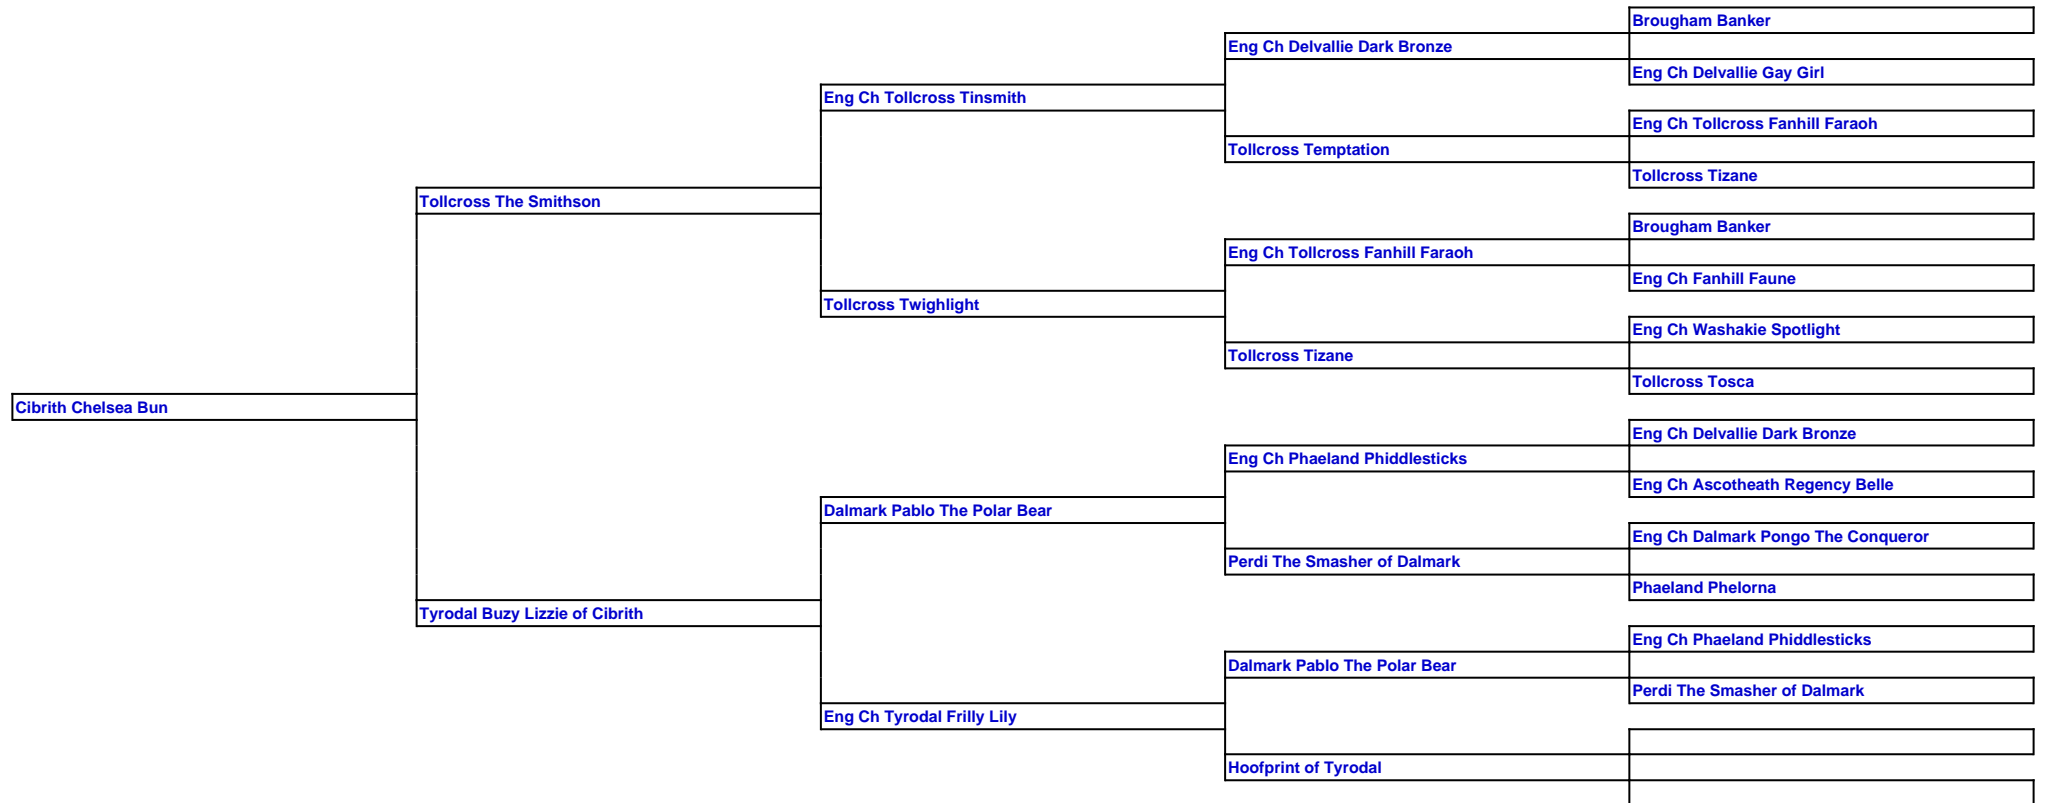 Brougham Banker
Eng Ch Delvallie Dark Bronze
Eng Ch Delvallie Gay Girl
Eng Ch Tollcross Tinsmith
Eng Ch Tollcross Fanhill Faraoh
Tollcross Temptation
Tollcross Tizane
Tollcross The Smithson
Brougham Banker
Eng Ch Tollcross Fanhill Faraoh
Eng Ch Fanhill Faune
Tollcross Twighlight
Eng Ch Washakie Spotlight
Tollcross Tizane
Tollcross Tosca
Cibrith Chelsea Bun
Eng Ch Delvallie Dark Bronze
Eng Ch Phaeland Phiddlesticks
Eng Ch Ascotheath Regency Belle
Dalmark Pablo The Polar Bear
Eng Ch Dalmark Pongo The Conqueror
Perdi The Smasher of Dalmark
Phaeland Phelorna
Tyrodal Buzy Lizzie of Cibrith
Eng Ch Phaeland Phiddlesticks
Dalmark Pablo The Polar Bear
Perdi The Smasher of Dalmark
Eng Ch Tyrodal Frilly Lily
Hoofprint of Tyrodal